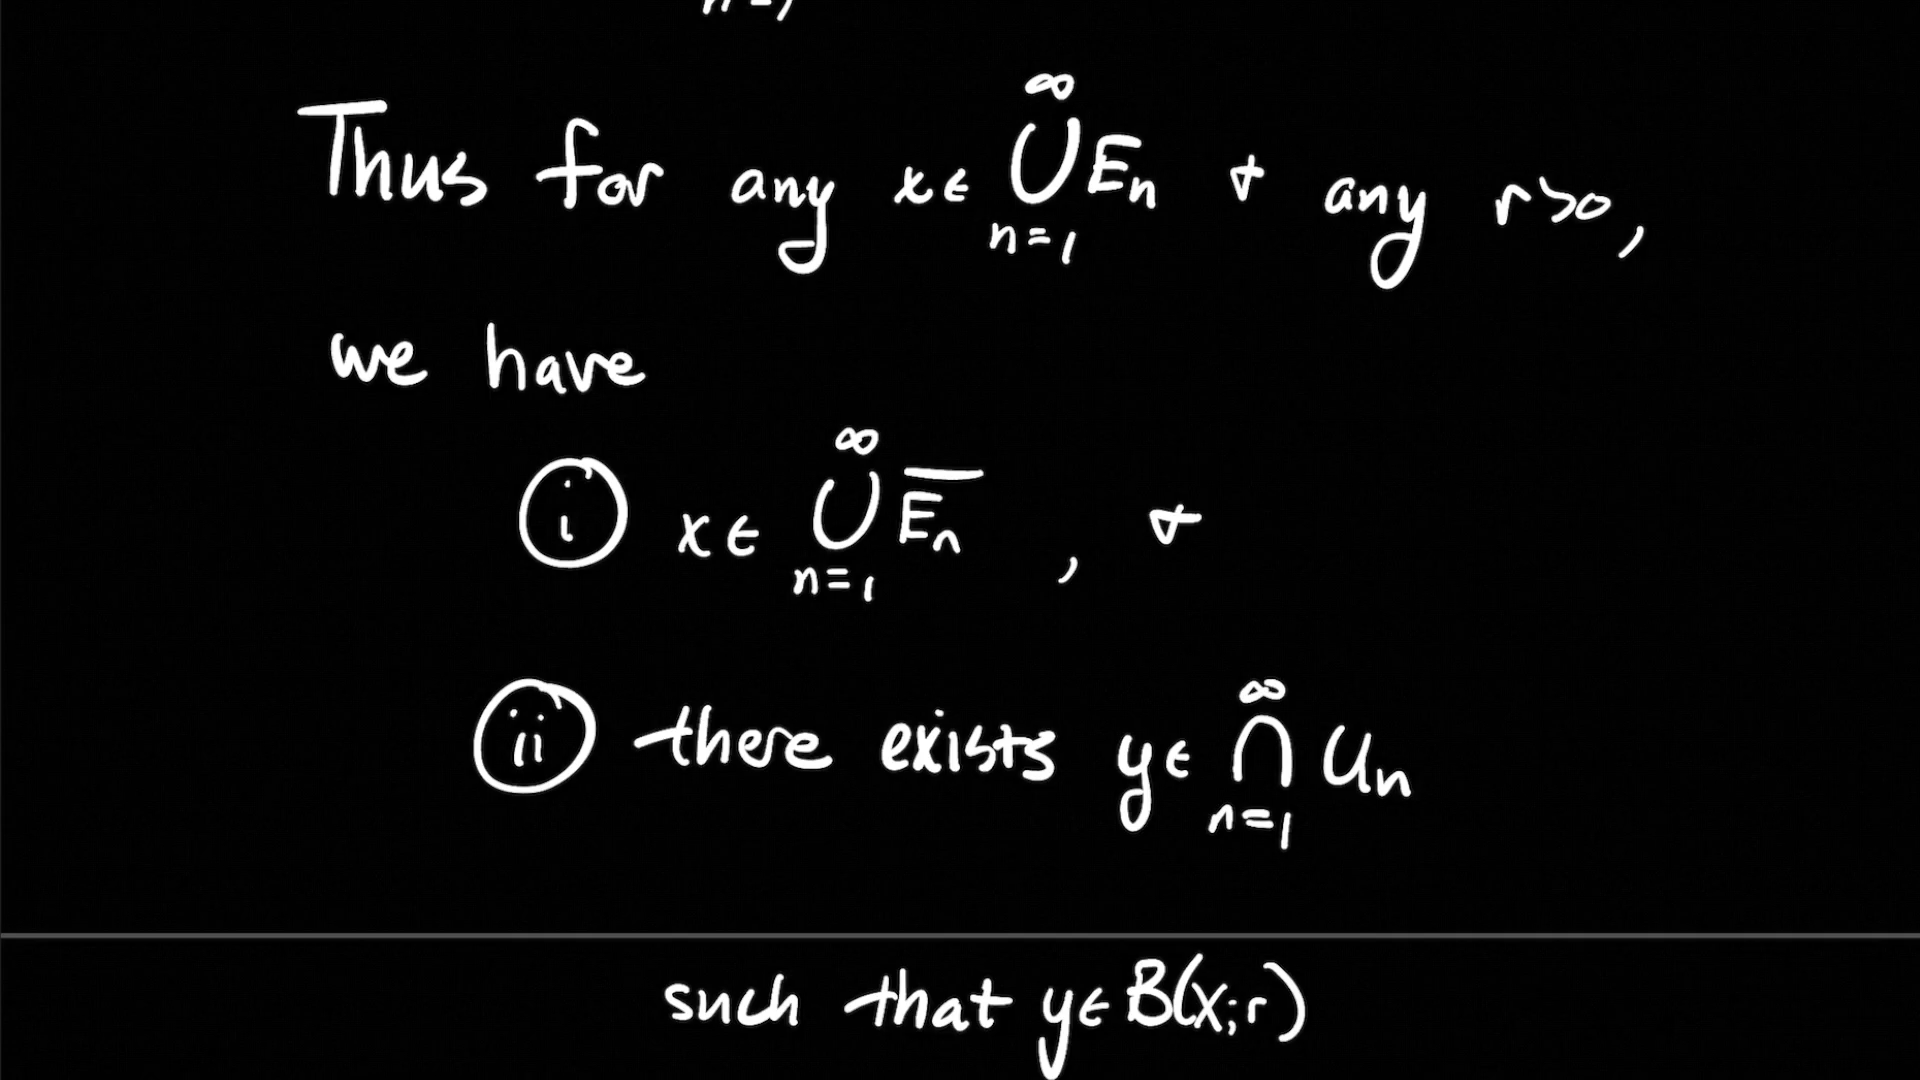 n=1
Thus for any x ∈ ⋃_{n=1}^{∞} E_n & any r>0,
we have
(i) x ∈ ⋃_{n=1}^{∞} \overline{E_n} , &
(ii) there exists y ∈ ⋂_{n=1}^{∞} U_n
such that y ∈ B(x;r)